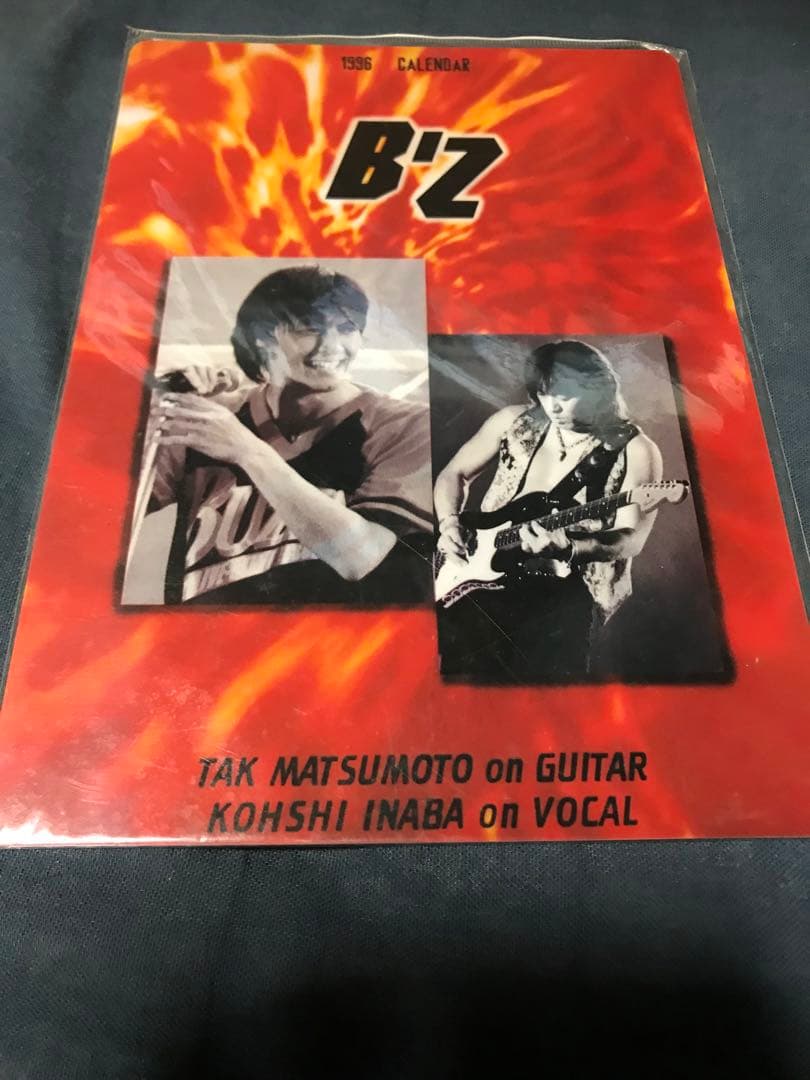 1996 CALENDAR
B'z
TAK MATSUMOTO on GUITAR
KOHSHI INABA on VOCAL